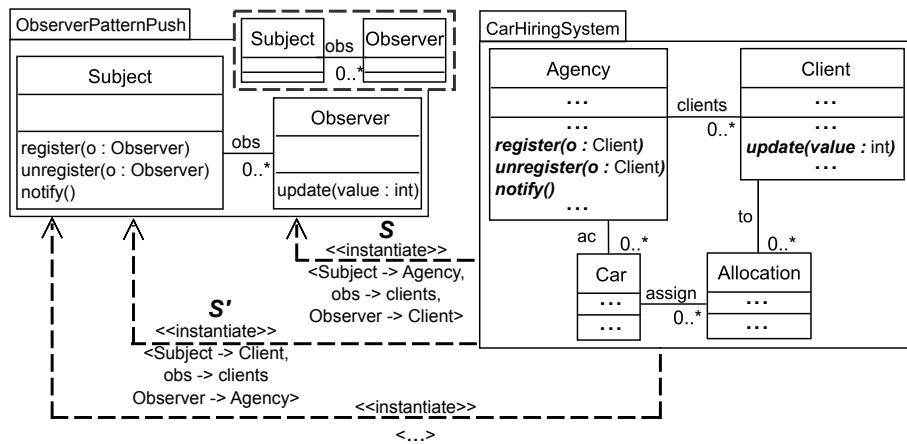 ObserverPatternPush
Subject
obs
0..*
Observer
Subject
register(o : Observer)
unregister(o : Observer)
notify()
obs
0..*
Observer
update(value : int)
CarHiringSystem
Agency
...
...
register(o : Client)
unregister(o : Client)
notify()
...
clients
0..*
Client
...
...
update(value : int)
...
ac
0..*
to
0..*
Car
...
...
assign
0..*
Allocation
...
...
S
<<instantiate>>
<Subject -> Agency,
obs -> clients,
Observer -> Client>
S'
<<instantiate>>
<Subject -> Client,
obs -> clients
Observer -> Agency>
<<instantiate>>
<...>